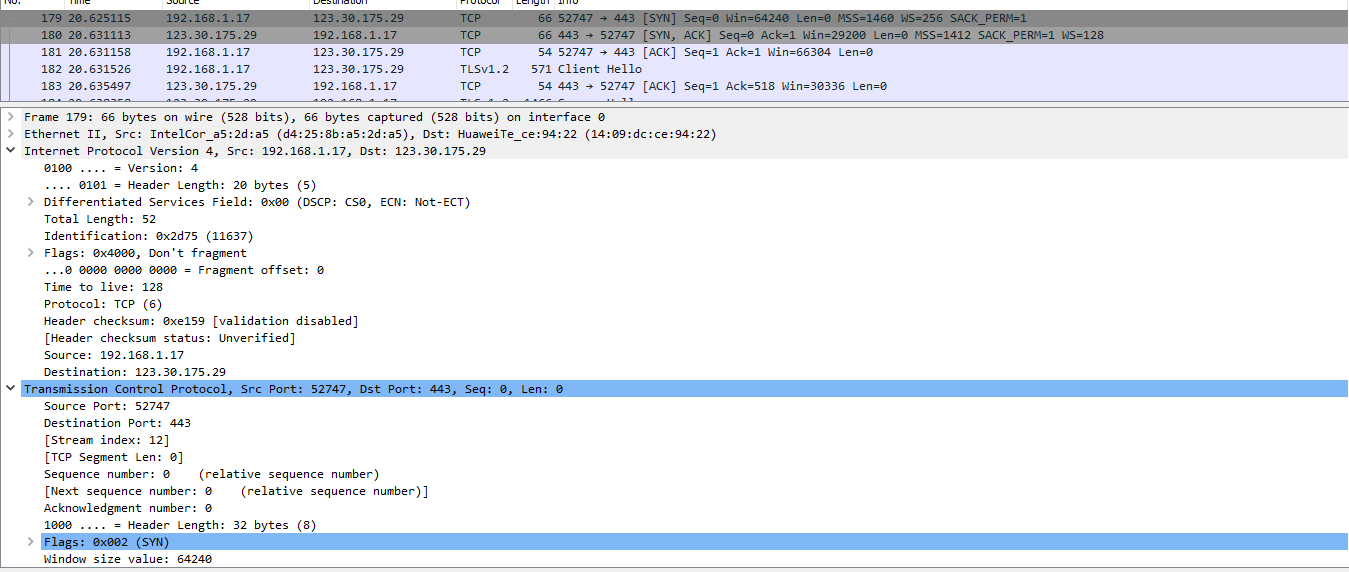 No. Time Source Destination Protocol Length Info
179 20.625115 192.168.1.17 123.30.175.29 TCP 66 52747 → 443 [SYN] Seq=0 Win=64240 Len=0 MSS=1460 WS=256 SACK_PERM=1
180 20.631113 123.30.175.29 192.168.1.17 TCP 66 443 → 52747 [SYN, ACK] Seq=0 Ack=1 Win=29200 Len=0 MSS=1412 SACK_PERM=1 WS=128
181 20.631158 192.168.1.17 123.30.175.29 TCP 54 52747 → 443 [ACK] Seq=1 Ack=1 Win=66304 Len=0
182 20.631526 192.168.1.17 123.30.175.29 TLSv1.2 571 Client Hello
183 20.635497 123.30.175.29 192.168.1.17 TCP 54 443 → 52747 [ACK] Seq=1 Ack=518 Win=30336 Len=0
Frame 179: 66 bytes on wire (528 bits), 66 bytes captured (528 bits) on interface 0
Ethernet II, Src: IntelCor_a5:2d:a5 (d4:25:8b:a5:2d:a5), Dst: HuaweiTe_ce:94:22 (14:09:dc:ce:94:22)
Internet Protocol Version 4, Src: 192.168.1.17, Dst: 123.30.175.29
0100 .... = Version: 4
.... 0101 = Header Length: 20 bytes (5)
Differentiated Services Field: 0x00 (DSCP: CS0, ECN: Not-ECT)
Total Length: 52
Identification: 0x2d75 (11637)
Flags: 0x4000, Don't fragment
...0 0000 0000 0000 = Fragment offset: 0
Time to live: 128
Protocol: TCP (6)
Header checksum: 0xe159 [validation disabled]
[Header checksum status: Unverified]
Source: 192.168.1.17
Destination: 123.30.175.29
Transmission Control Protocol, Src Port: 52747, Dst Port: 443, Seq: 0, Len: 0
Source Port: 52747
Destination Port: 443
[Stream index: 12]
[TCP Segment Len: 0]
Sequence number: 0 (relative sequence number)
[Next sequence number: 0 (relative sequence number)]
Acknowledgment number: 0
1000 .... = Header Length: 32 bytes (8)
Flags: 0x002 (SYN)
Window size value: 64240